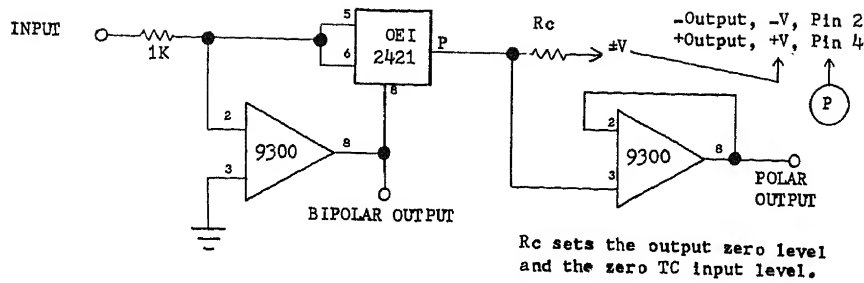 INPUT
1K
5
6
OEI
2421
P
8
Rc
±V
-Output, -V, Pin 2
+Output, +V, Pin 4
P
2
3
9300
8
BIPOLAR OUTPUT
2
3
9300
8
POLAR
OUTPUT
Rc sets the output zero level
and the zero TC input level.